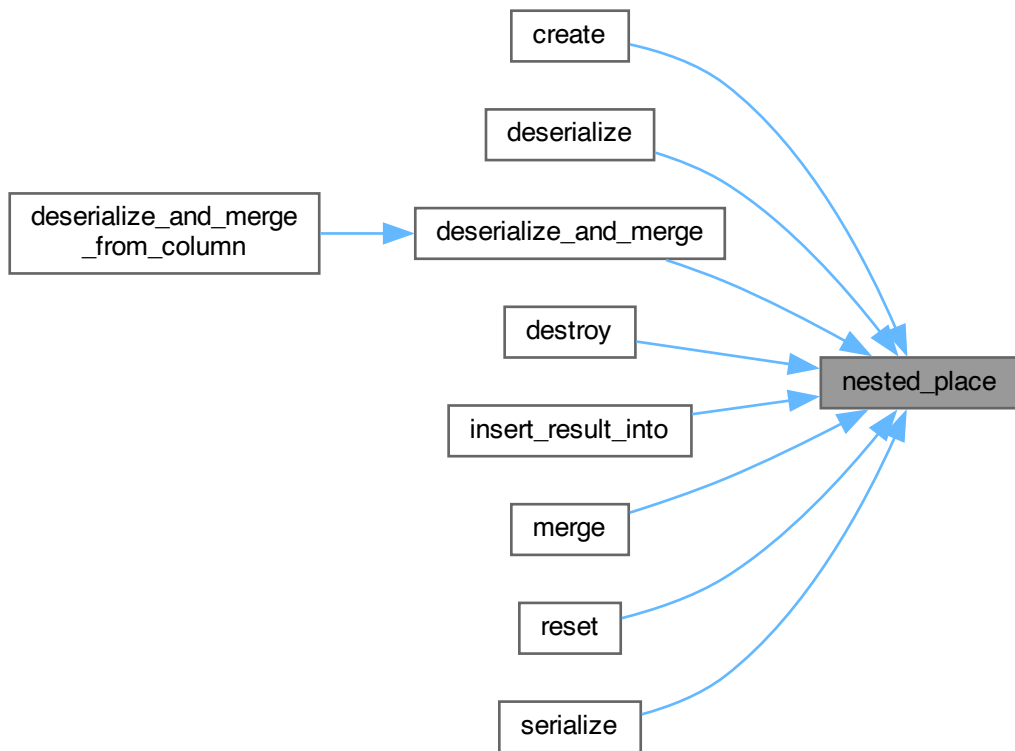 create
deserialize
deserialize_and_merge
_from_column
deserialize_and_merge
destroy
nested_place
insert_result_into
merge
reset
serialize